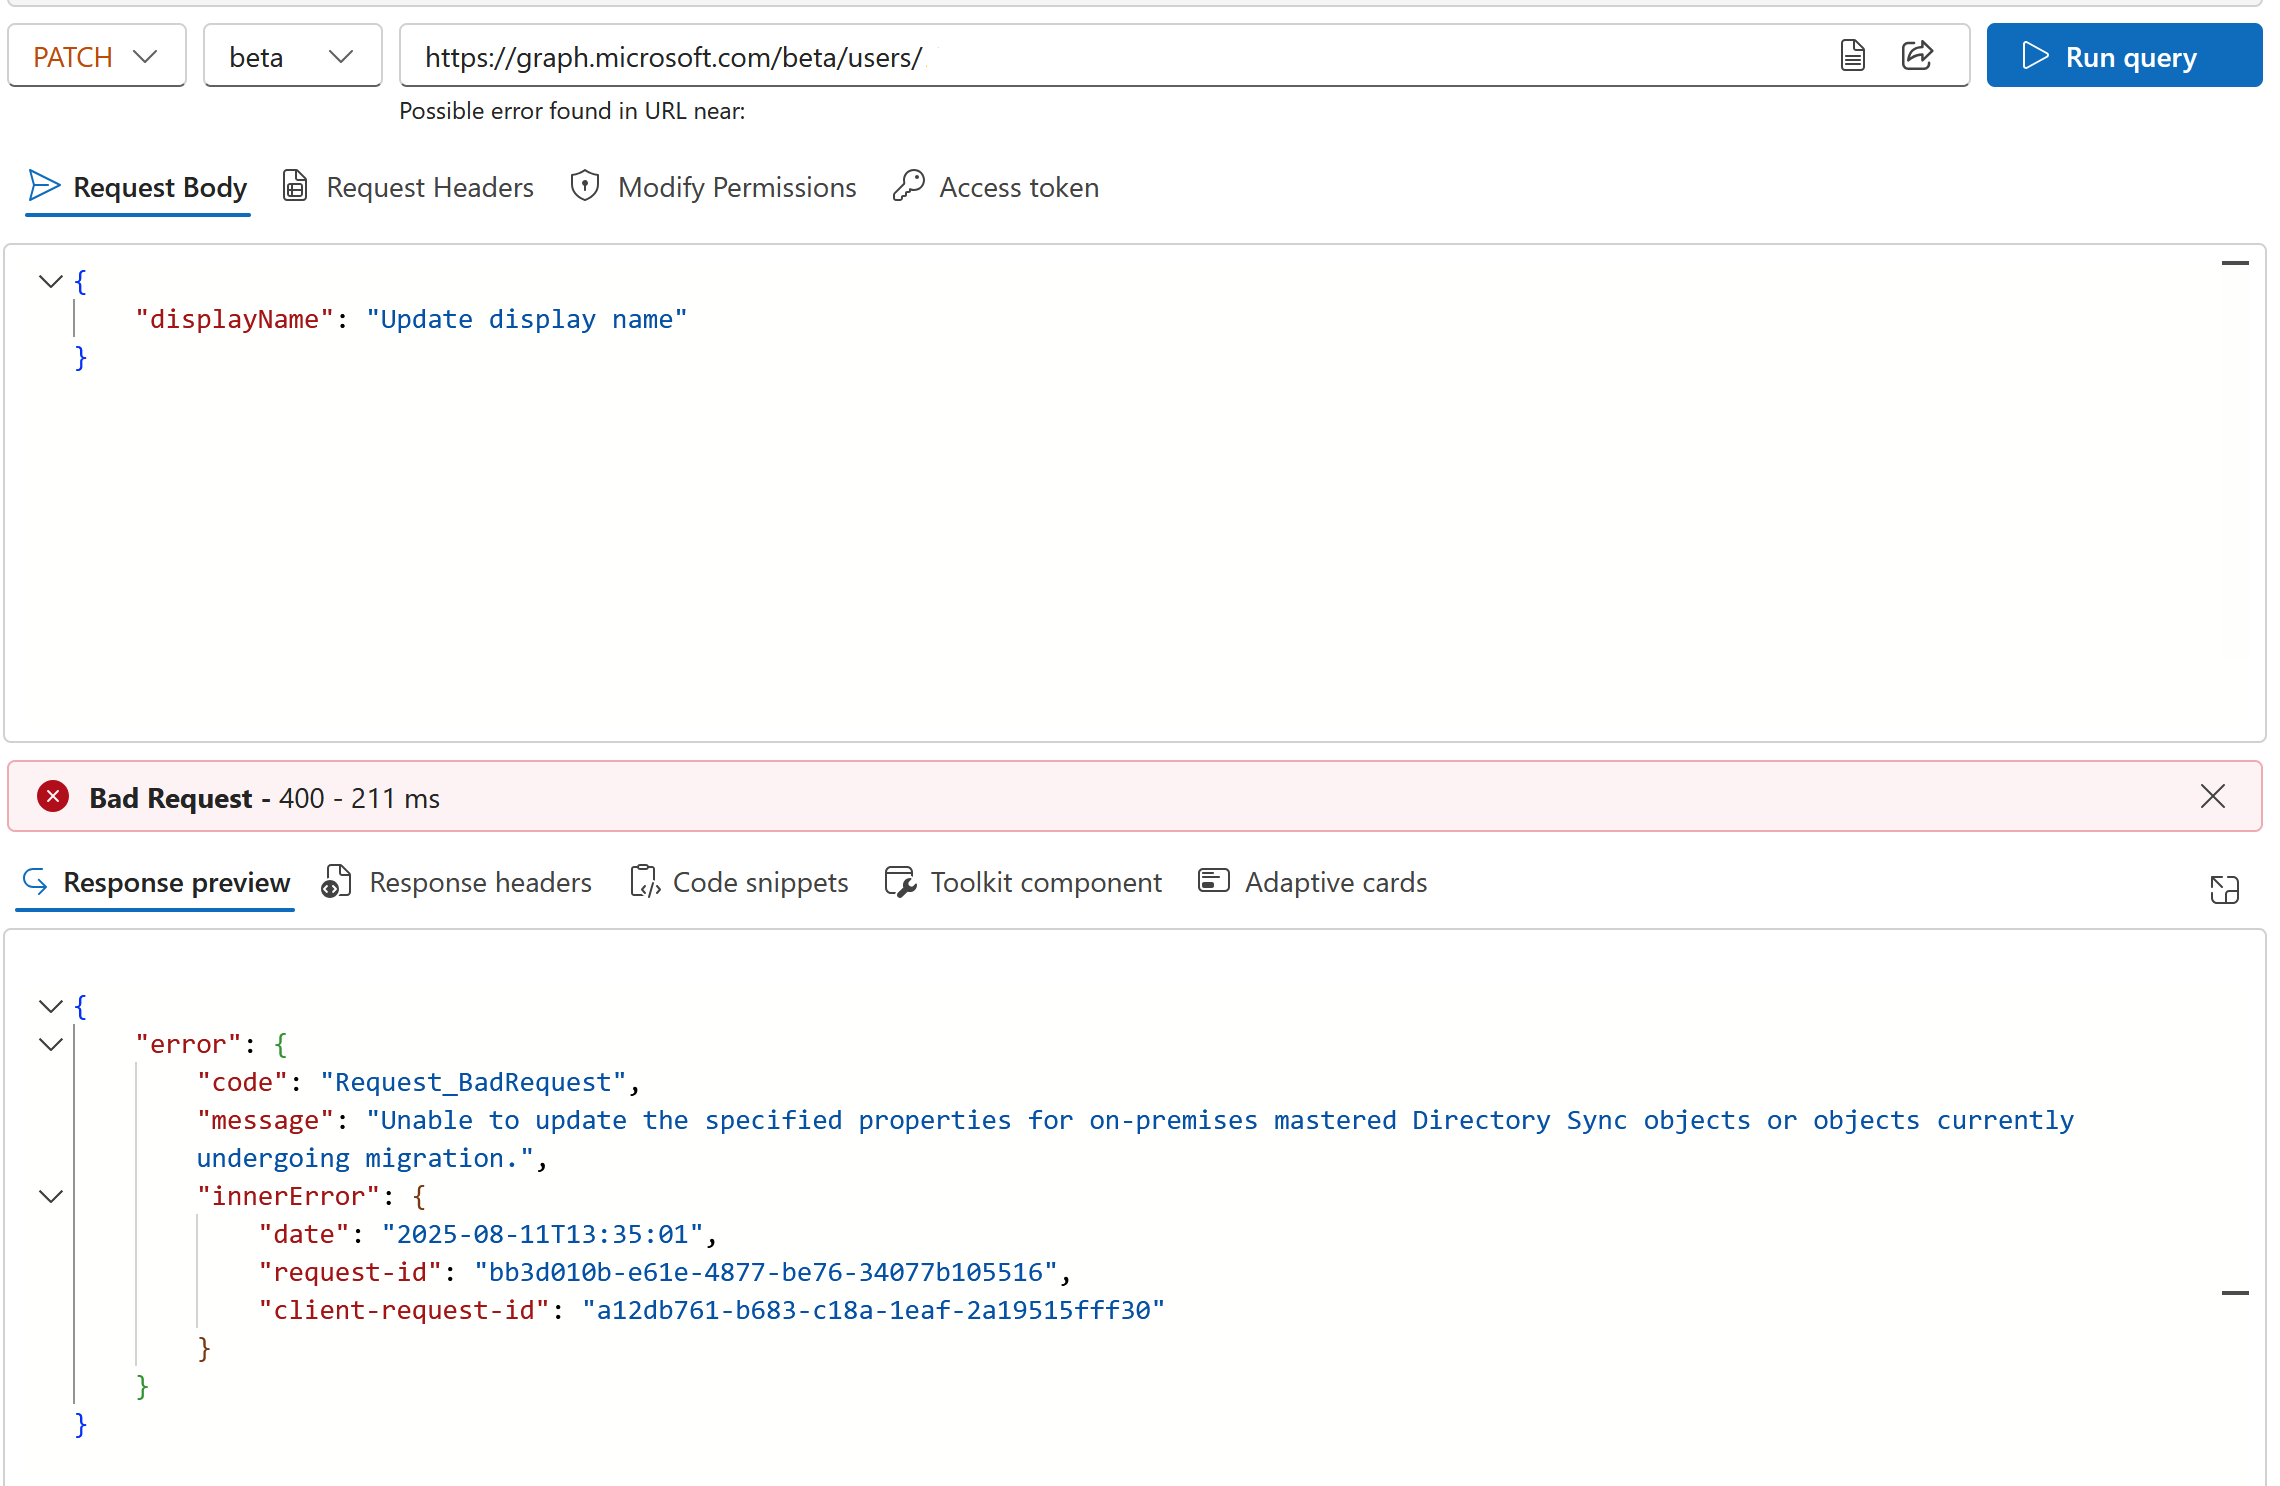 PATCH beta https://graph.microsoft.com/beta/users/ Run query
Possible error found in URL near:
Request Body Request Headers Modify Permissions Access token
{
"displayName": "Update display name"
}
Bad Request - 400 - 211 ms
Response preview Response headers Code snippets Toolkit component Adaptive cards
{
"error": {
"code": "Request_BadRequest",
"message": "Unable to update the specified properties for on-premises mastered Directory Sync objects or objects currently
undergoing migration.",
"innerError": {
"date": "2025-08-11T13:35:01",
"request-id": "bb3d010b-e61e-4877-be76-34077b105516",
"client-request-id": "a12db761-b683-c18a-1eaf-2a19515fff30"
}
}
}